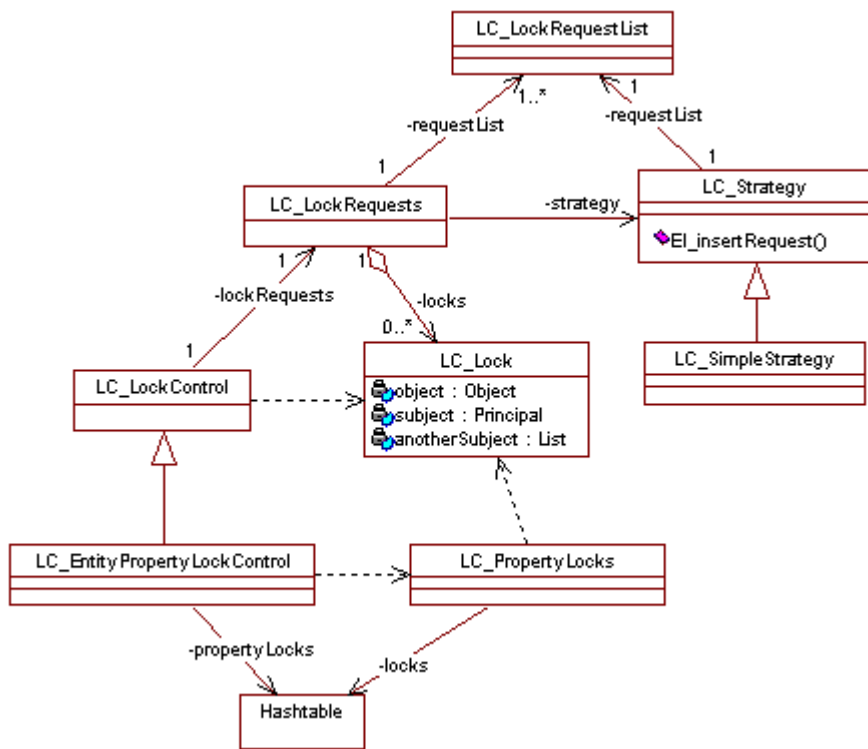 LC_LockRequestList
1..*
1
-requestList
-requestList
1
1
LC_LockRequests
LC_Strategy
-strategy
EI_insertRequest()
1
1
-lockRequests
-locks
0..*
1
LC_Lock
LC_SimpleStrategy
LC_LockControl
object : Object
subject : Principal
anotherSubject : List
LC_EntityPropertyLockControl
LC_PropertyLocks
-propertyLocks
-locks
Hashtable